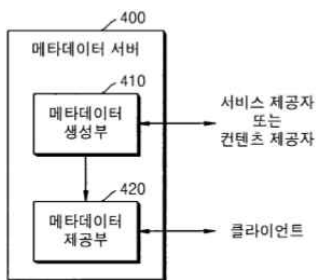 400
메타데이터 서버
410
메타데이터
생성부
서비스 제공자
또는
컨텐츠 제공자
420
메타데이터
제공부
클라이언트